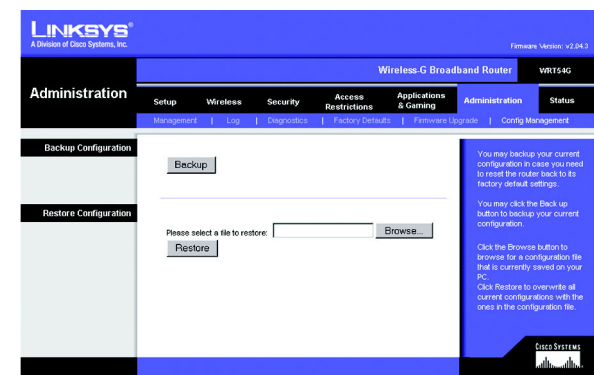 LINKSYS®
A Division of Cisco Systems, Inc.
Firmware Version: v2.04.3
Wireless-G Broadband Router WRT54G
Administration
Setup Wireless Security Access Restrictions Applications & Gaming Administration Status
Management | Log | Diagnostics | Factory Defaults | Firmware Upgrade | Config Management
Backup Configuration
Backup
Restore Configuration
Please select a file to restore: Browse...
Restore
You may backup your current
configuration in case you need
to reset the router back to its
factory default settings.
You may click the Back up
button to backup your current
configuration.
Click the Browse button to
browse for a configuration file
that is currently saved on your
PC.
Click Restore to overwrite all
current configurations with the
ones in the configuration file.
CISCO SYSTEMS